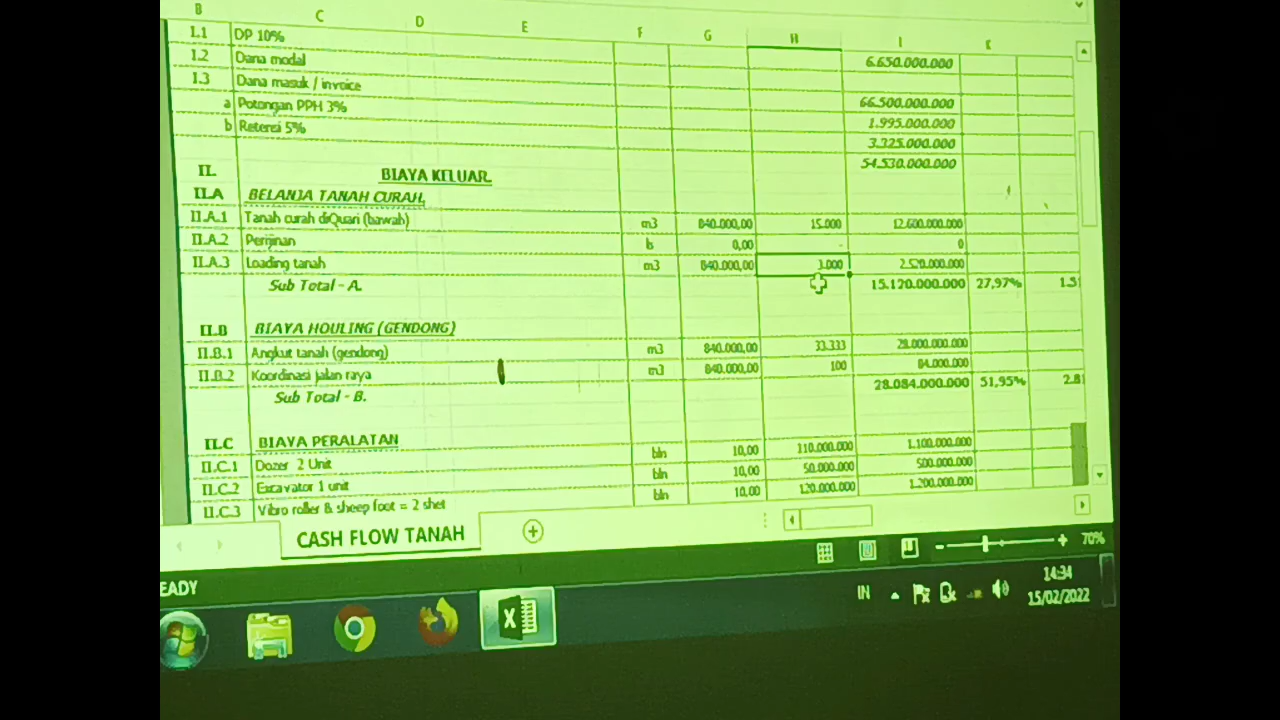 B C D E F G H I K
I.1 DP 10% 6.650.000.000
I.2 Dana modal
I.3 Dana masuk / invoice 66.500.000.000
a Potongan PPH 3% 1.995.000.000
b Retensi 5% 3.325.000.000
54.530.000.000
II. BIAYA KELUAR
II.A BELANJA TANAH CURAH
II.A.1 Tanah curah diQuari (bawah) m3 840.000,00 15.000 12.600.000.000
II.A.2 Perijinan b 0,00 - 0
II.A.3 Loading tanah m3 840.000,00 3.000 2.520.000.000
Sub Total - A. 15.120.000.000 27,97% 1.5
II.B BIAYA HOULING (GENDONG)
II.B.1 Angkut tanah (gendong) m3 840.000,00 33.333 28.000.000.000
II.B.2 Koordinasi jalan raya m3 840.000,00 100 84.000.000
Sub Total - B. 28.084.000.000 51,95% 2.8
II.C BIAYA PERALATAN
II.C.1 Dozer 2 Unit bln 10,00 110.000.000 1.100.000.000
II.C.2 Excavator 1 unit bln 10,00 50.000.000 500.000.000
II.C.3 Vibro roller & sheep foot = 2 shet bln 10,00 120.000.000 1.200.000.000
CASH FLOW TANAH
EADY 70%
IN 14:34
15/02/2022